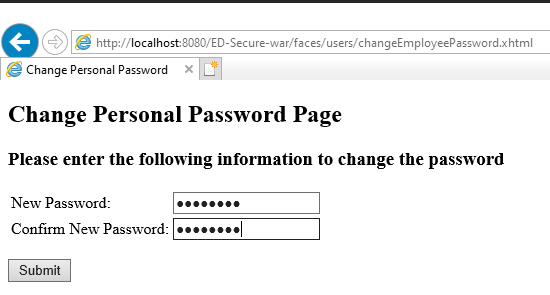 http://localhost:8080/ED-Secure-war/faces/users/changeEmployeePassword.xhtml
Change Personal Password
Change Personal Password Page
Please enter the following information to change the password
New Password: ●●●●●●●●
Confirm New Password: ●●●●●●●●
Submit